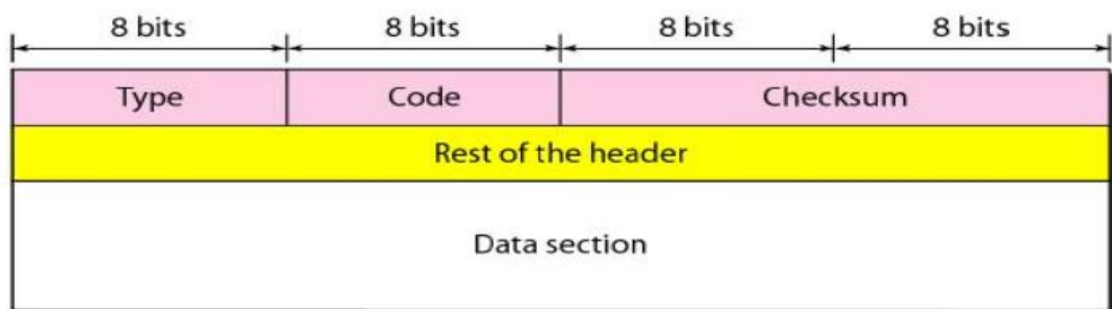 8 bits 8 bits 8 bits 8 bits
Type Code Checksum
Rest of the header
Data section